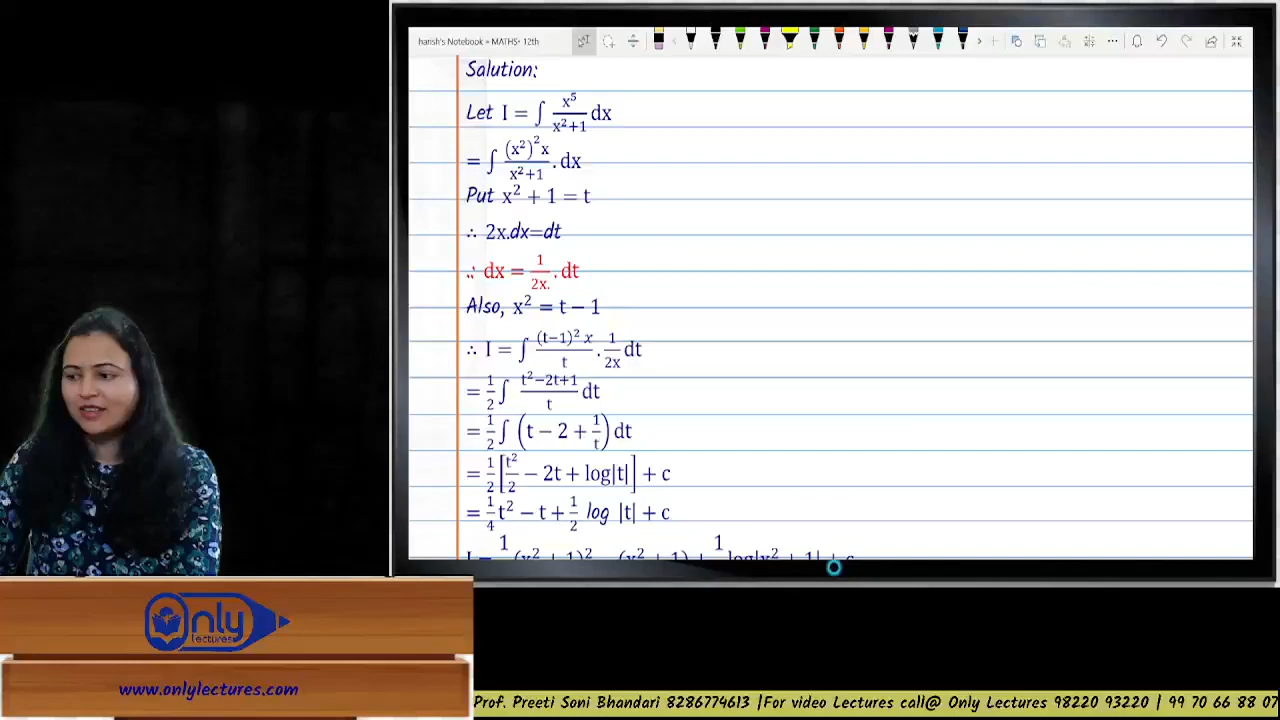 harish's Notebook » MATHS- 12th
Salution:
Let I = ∫ x⁵/(x²+1) dx
= ∫ (x²)² x/(x²+1) . dx
Put x² + 1 = t
∴ 2x.dx=dt
∴ dx = 1/2x. . dt
Also, x² = t − 1
∴ I = ∫ (t−1)² x/t . 1/2x dt
= 1/2 ∫ t²−2t+1/t dt
= 1/2 ∫ (t − 2 + 1/t) dt
= 1/2 [t²/2 − 2t + log|t|] + c
= 1/4 t² − t + 1/2 log |t| + c
Only
lectures
www.onlylectures.com
Prof. Preeti Soni Bhandari 8286774613 |For video Lectures call@ Only Lectures 98220 93220 | 99 70 66 88 07